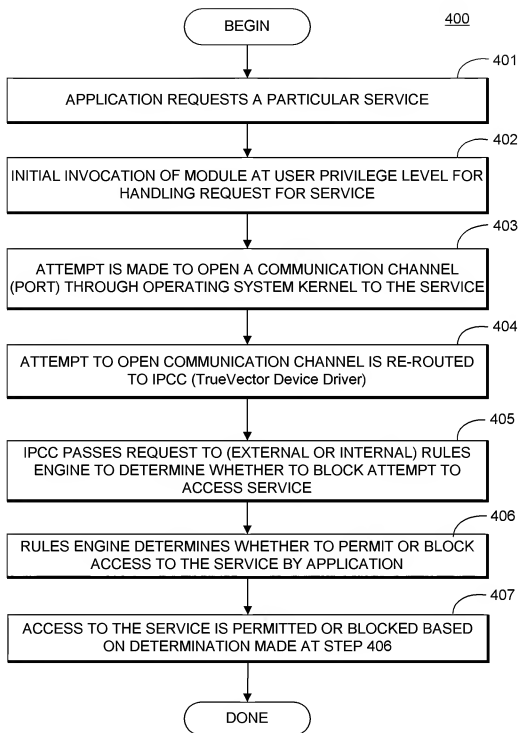 400
BEGIN
401
APPLICATION REQUESTS A PARTICULAR SERVICE
402
INITIAL INVOCATION OF MODULE AT USER PRIVILEGE LEVEL FOR
HANDLING REQUEST FOR SERVICE
403
ATTEMPT IS MADE TO OPEN A COMMUNICATION CHANNEL
(PORT) THROUGH OPERATING SYSTEM KERNEL TO THE SERVICE
404
ATTEMPT TO OPEN COMMUNICATION CHANNEL IS RE-ROUTED
TO IPCC (TrueVector Device Driver)
405
IPCC PASSES REQUEST TO (EXTERNAL OR INTERNAL) RULES
ENGINE TO DETERMINE WHETHER TO BLOCK ATTEMPT TO
ACCESS SERVICE
406
RULES ENGINE DETERMINES WHETHER TO PERMIT OR BLOCK
ACCESS TO THE SERVICE BY APPLICATION
407
ACCESS TO THE SERVICE IS PERMITTED OR BLOCKED BASED
ON DETERMINATION MADE AT STEP 406
DONE